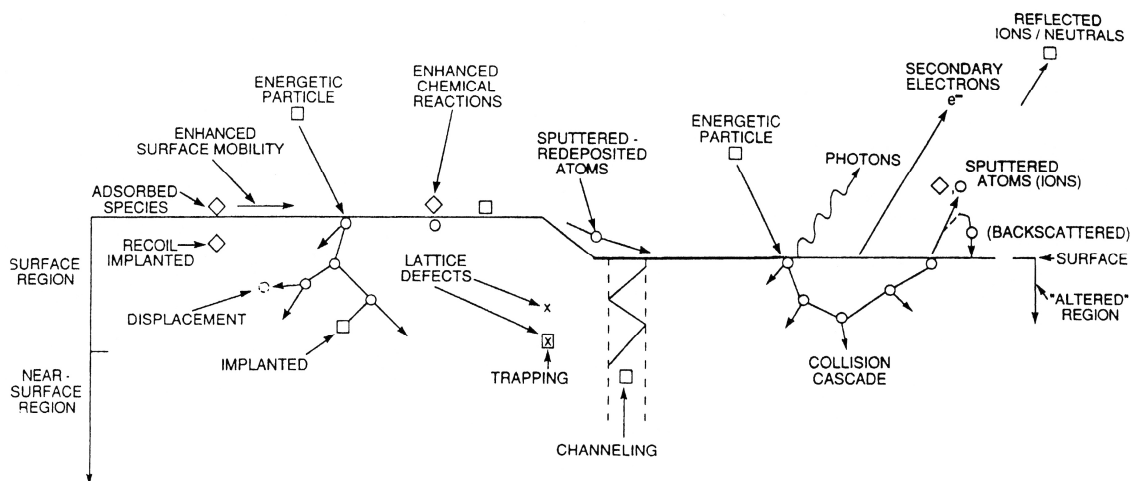 REFLECTED
IONS / NEUTRALS
SECONDARY
ELECTRONS
e–
ENHANCED
CHEMICAL
REACTIONS
ENERGETIC
PARTICLE
ENERGETIC
PARTICLE
ENHANCED
SURFACE MOBILITY
SPUTTERED -
REDEPOSITED
ATOMS
PHOTONS
SPUTTERED
ATOMS (IONS)
ADSORBED
SPECIES
(BACKSCATTERED)
RECOIL
IMPLANTED
SURFACE
SURFACE
REGION
LATTICE
DEFECTS
"ALTERED"
REGION
DISPLACEMENT
x
x
IMPLANTED
TRAPPING
COLLISION
CASCADE
NEAR -
SURFACE
REGION
CHANNELING